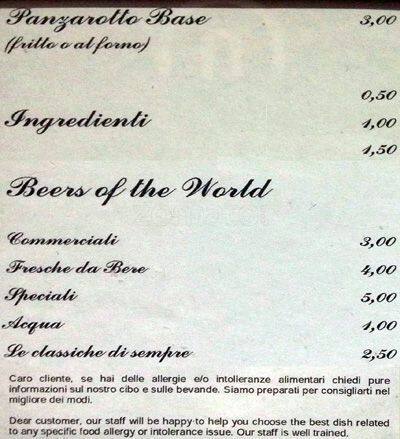 Panzarotto Base 3,00
(fritto o al forno)
0,50
Ingredienti 1,00
1,50
Beers of the World
Commerciali 3,00
Fresche da Bere 4,00
Speciali 5,00
Acqua 1,00
Le classiche di sempre 2,50
Caro cliente, se hai delle allergie e/o intolleranze alimentari chiedi pure
informazioni sul nostro cibo e sulle bevande. Siamo preparati per consigliarti nel
migliore dei modi.
Dear customer, our staff will be happy to help you choose the best dish related
to any specific food allergy or intolerance issue. Our staff is well trained.